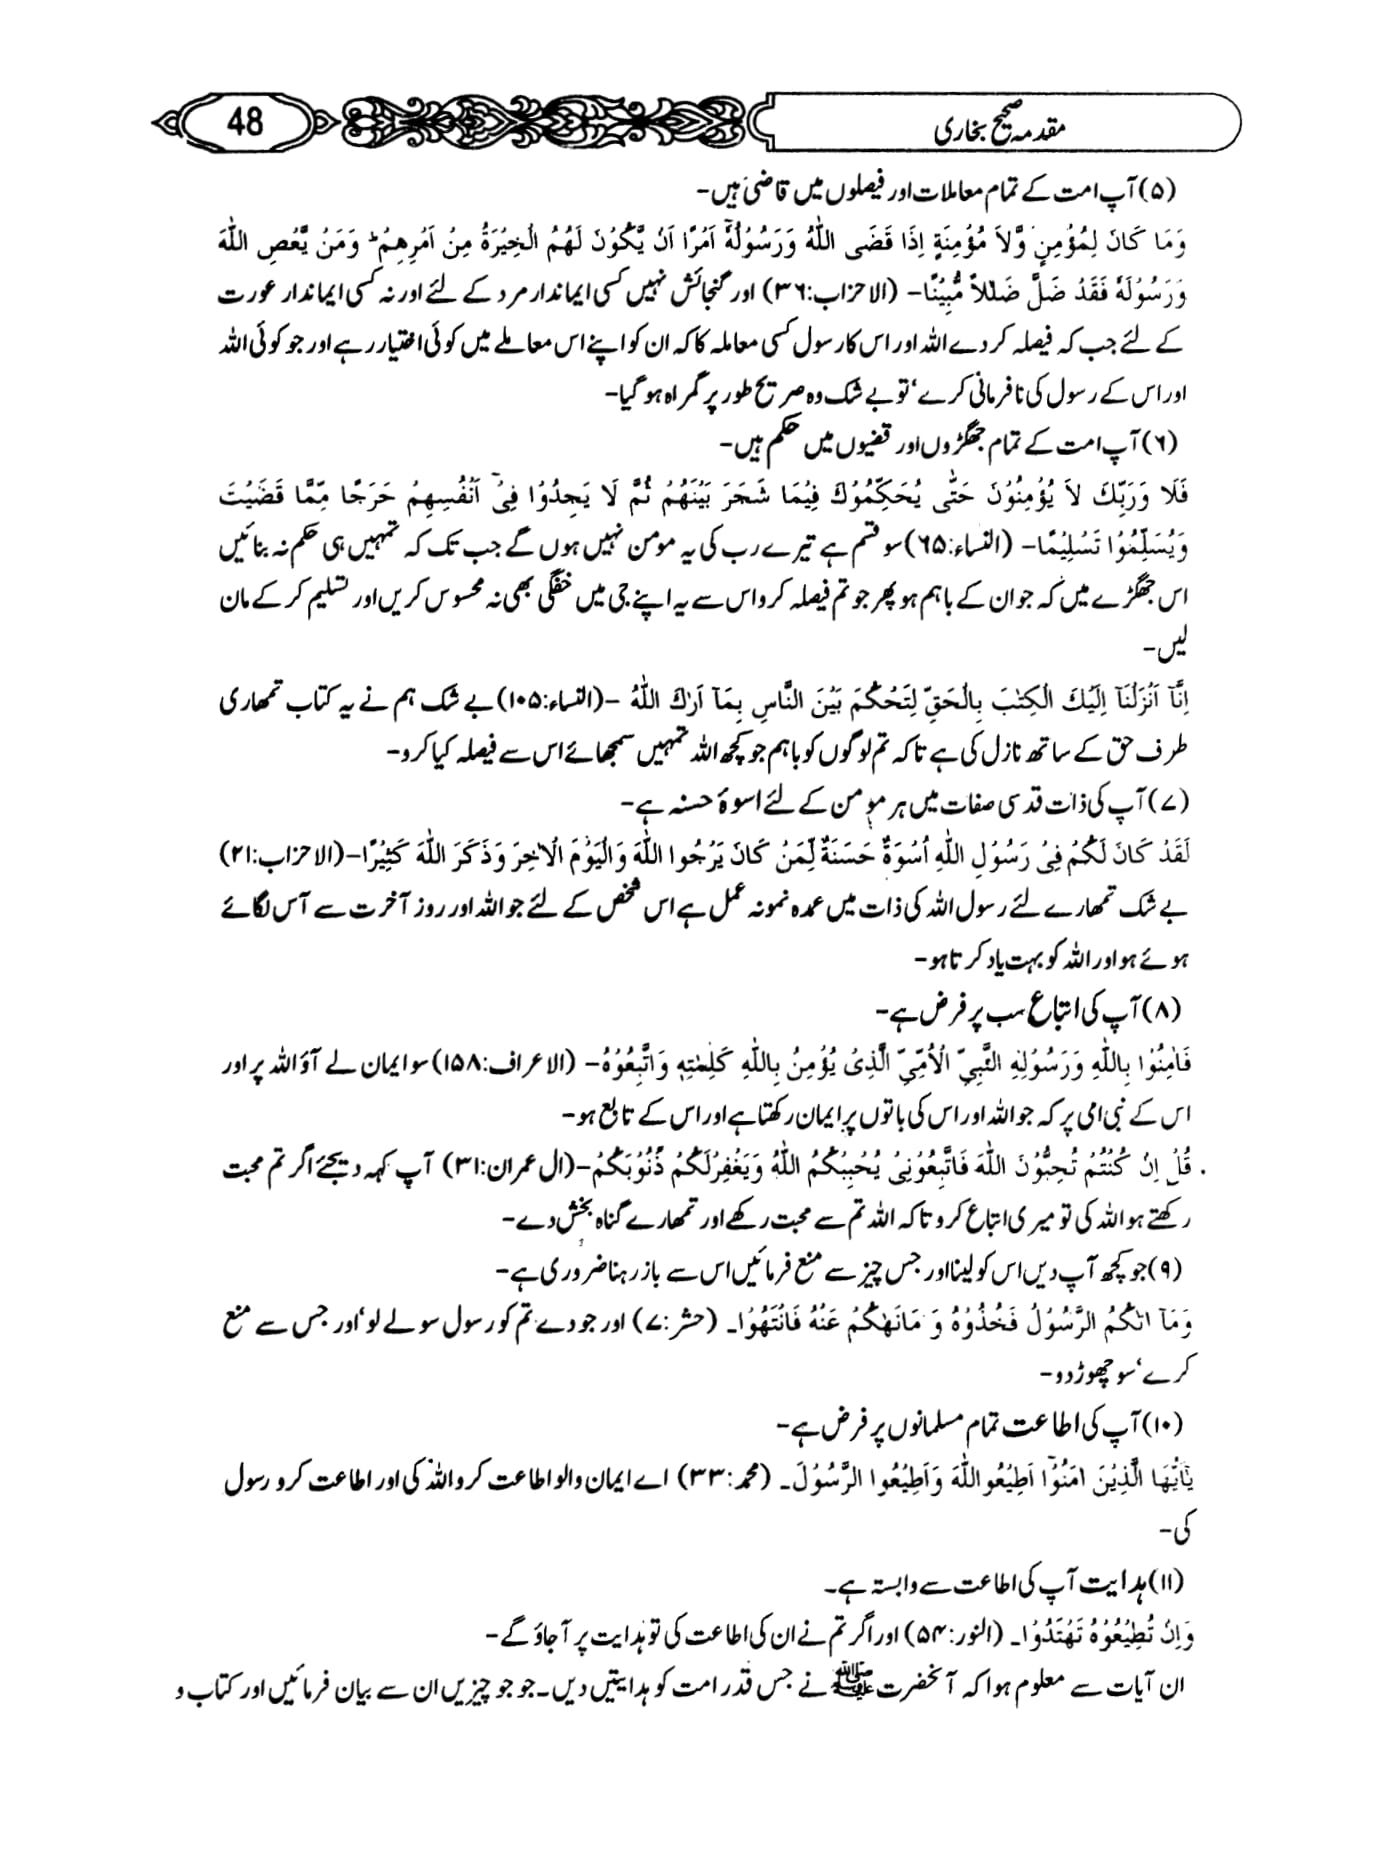 مقدمہ صحیح بخاری
48
(۵) آپ امت کے تمام معاملات اور فیصلوں میں قاضی ہیں-
وَمَا كَانَ لِمُؤْمِنٍ وَّلاَ مُؤْمِنَةٍ اِذَا قَضَى اللّٰهُ وَرَسُوْلُهٗٓ اَمْرًا اَنْ يَّكُوْنَ لَهُمُ الْخِيَرَةُ مِنْ اَمْرِهِمْ ؕ وَمَنْ يَّعْصِ اللّٰهَ
وَرَسُوْلَهٗ فَقَدْ ضَلَّ ضَلٰلاً مُّبِيْنًا- (الاحزاب:۳۶) اور گنجائش نہیں کسی ایماندار مرد کے لئے اور نہ کسی ایماندار عورت
کے لئے جب کہ فیصلہ کر دے اللہ اور اس کا رسول کسی معاملہ کا کہ ان کو اپنے اس معاملے میں کوئی اختیار رہے اور جو کوئی اللہ
اور اس کے رسول کی نافرمانی کرے‘ تو بے شک وہ صریح طور پر گمراہ ہو گیا-
(۶) آپ امت کے تمام جھگڑوں اور قضیوں میں حکم ہیں-
فَلاَ وَرَبِّكَ لاَ يُؤْمِنُوْنَ حَتّٰى يُحَكِّمُوْكَ فِيْمَا شَجَرَ بَيْنَهُمْ ثُمَّ لاَ يَجِدُوْا فِىْٓ اَنْفُسِهِمْ حَرَجًا مِّمَّا قَضَيْتَ
وَيُسَلِّمُوْا تَسْلِيْمًا- (النساء:۶۵) سو قسم ہے تیرے رب کی یہ مومن نہیں ہوں گے جب تک کہ تمہیں ہی حکم نہ بنائیں
اس جھگڑے میں کہ جو ان کے باہم ہو پھر جو تم فیصلہ کرو اس سے یہ اپنے جی میں خفگی بھی نہ محسوس کریں اور تسلیم کر کے مان
لیں-
اِنَّآ اَنْزَلْنَآ اِلَيْكَ الْكِتٰبَ بِالْحَقِّ لِتَحْكُمَ بَيْنَ النَّاسِ بِمَآ اَرٰكَ اللّٰهُ -(النساء:۱۰۵) بے شک ہم نے یہ کتاب تمھاری
طرف حق کے ساتھ نازل کی ہے تاکہ تم لوگوں کو باہم جو کچھ اللہ تمہیں سمجھائے اس سے فیصلہ کیا کرو-
(۷) آپ کی ذات قدسی صفات میں ہر مومن کے لئے اسوۂ حسنہ ہے-
لَقَدْ كَانَ لَكُمْ فِىْ رَسُوْلِ اللّٰهِ اُسْوَةٌ حَسَنَةٌ لِّمَنْ كَانَ يَرْجُوا اللّٰهَ وَالْيَوْمَ الْاٰخِرَ وَذَكَرَ اللّٰهَ كَثِيْرًا-(الاحزاب:۲۱)
بے شک تمھارے لئے رسول اللہ کی ذات میں عمدہ نمونہ عمل ہے اس شخص کے لئے جو اللہ اور روز آخرت سے آس لگائے
ہوئے ہو اور اللہ کو بہت یاد کرتا ہو-
(۸) آپ کی اتباع سب پر فرض ہے-
فَاٰمِنُوْا بِاللّٰهِ وَرَسُوْلِهِ النَّبِىِّ الْاُمِّىِّ الَّذِىْ يُؤْمِنُ بِاللّٰهِ كَلِمٰتِهٖ وَاتَّبِعُوْهُ- (الاعراف:۱۵۸) سو ایمان لے آؤ اللہ پر اور
اس کے نبی امی پر کہ جو اللہ اور اس کی باتوں پر ایمان رکھتا ہے اور اس کے تابع ہو-
قُلْ اِنْ كُنْتُمْ تُحِبُّوْنَ اللّٰهَ فَاتَّبِعُوْنِىْ يُحْبِبْكُمُ اللّٰهُ وَيَغْفِرْلَكُمْ ذُنُوْبَكُمْ-(ال عمران:۳۱) آپ کہہ دیجئے اگر تم محبت
رکھتے ہو اللہ کی تو میری اتباع کرو تاکہ اللہ تم سے محبت رکھے اور تمھارے گناہ بخش دے-
(۹) جو کچھ آپ دیں اس کو لینا اور جس چیز سے منع فرمائیں اس سے باز رہنا ضروری ہے-
وَمَآ اٰتٰكُمُ الرَّسُوْلُ فَخُذُوْهُ وَ مَانَهٰكُمْ عَنْهُ فَانْتَهُوْا۔ (حشر:۷) اور جو دے تم کو رسول سو لے لو‘ اور جس سے منع
کرے‘ سو چھوڑ دو-
(۱۰) آپ کی اطاعت تمام مسلمانوں پر فرض ہے-
يٰٓاَيُّهَا الَّذِيْنَ اٰمَنُوْٓا اَطِيْعُواللّٰهَ وَاَطِيْعُوا الرَّسُوْلَ۔ (محمد:۳۳) اے ایمان والو اطاعت کرو اللہ کی اور اطاعت کرو رسول
کی-
(۱۱) ہدایت آپ کی اطاعت سے وابستہ ہے۔
وَاِنْ تُطِيْعُوْهُ تَهْتَدُوْا۔ (النور:۵۴) اور اگر تم نے ان کی اطاعت کی تو ہدایت پر آجاؤ گے-
ان آیات سے معلوم ہوا کہ آنحضرت ﷺ نے جس قدر امت کو ہدایتیں دیں۔ جو جو چیزیں ان سے بیان فرمائیں اور کتاب و